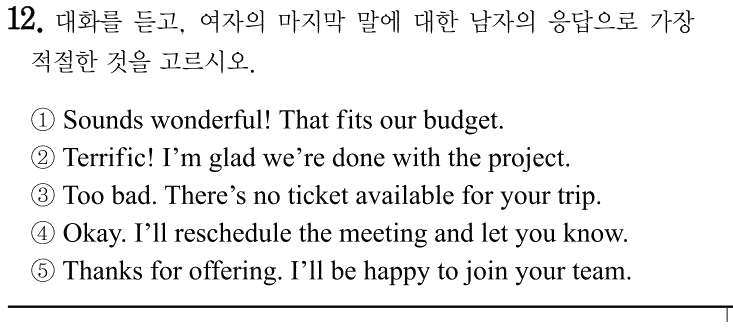 12. 대화를 듣고, 여자의 마지막 말에 대한 남자의 응답으로 가장
적절한 것을 고르시오.
① Sounds wonderful! That fits our budget.
② Terrific! I’m glad we’re done with the project.
③ Too bad. There’s no ticket available for your trip.
④ Okay. I’ll reschedule the meeting and let you know.
⑤ Thanks for offering. I’ll be happy to join your team.